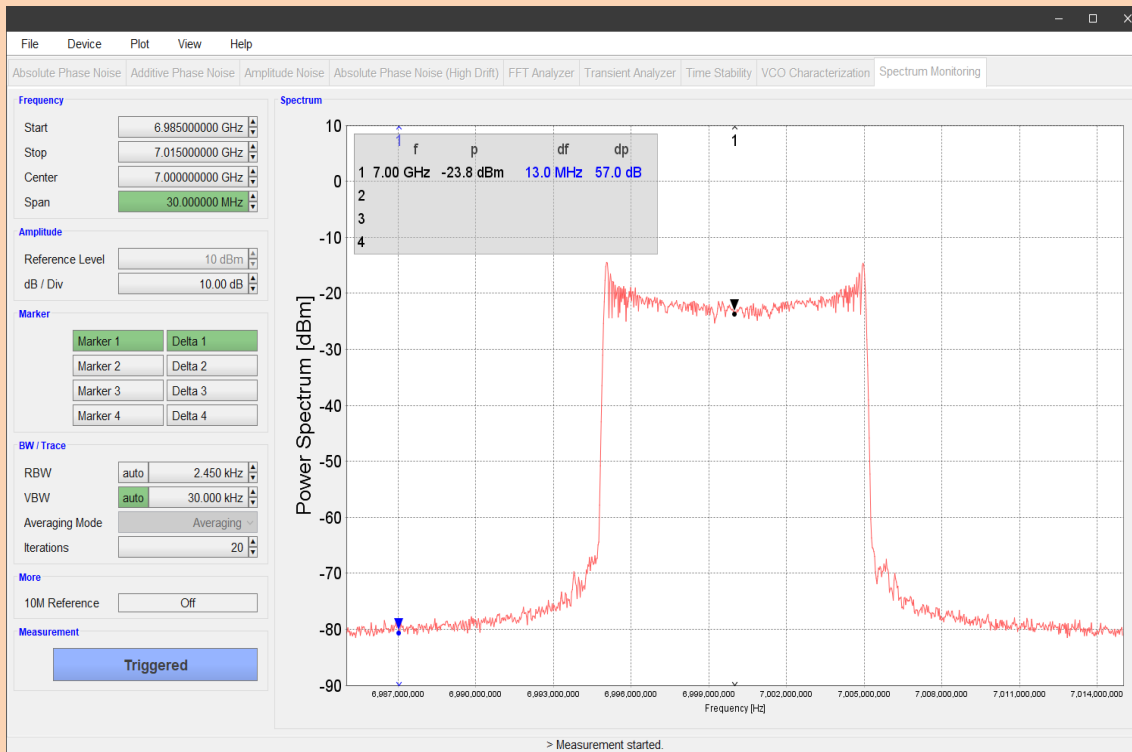 File Device Plot View Help
Absolute Phase Noise Additive Phase Noise Amplitude Noise Absolute Phase Noise (High Drift) FFT Analyzer Transient Analyzer Time Stability VCO Characterization Spectrum Monitoring
Frequency
Start 6.985000000 GHz
Stop 7.015000000 GHz
Center 7.000000000 GHz
Span 30.000000 MHz
Amplitude
Reference Level 10 dBm
dB / Div 10.00 dB
Marker
Marker 1 Delta 1
Marker 2 Delta 2
Marker 3 Delta 3
Marker 4 Delta 4
BW / Trace
RBW auto 2.450 kHz
VBW auto 30.000 kHz
Averaging Mode Averaging
Iterations 20
More
10M Reference Off
Measurement
Triggered
Spectrum
Power Spectrum [dBm]
10
0
-10
-20
-30
-40
-50
-60
-70
-80
-90
1
1
f p df dp
1 7.00 GHz -23.8 dBm 13.0 MHz 57.0 dB
2
3
4
6,987,000,000 6,990,000,000 6,993,000,000 6,996,000,000 6,999,000,000 7,002,000,000 7,005,000,000 7,008,000,000 7,011,000,000 7,014,000,000
Frequency [Hz]
> Measurement started.